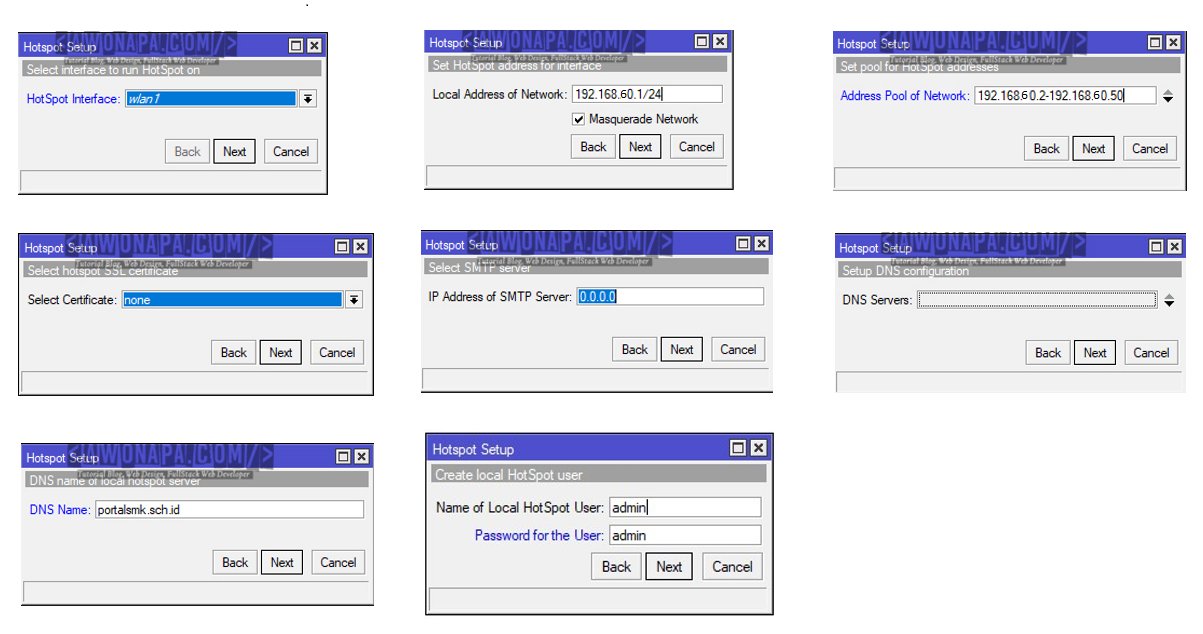 Hotspot Setup
</AWONAPA.COM/>
Tutorial Blog, Web Design, FullStack Web Developer
Select interface to run HotSpot on
HotSpot Interface: wlan1
Back Next Cancel
Hotspot Setup
</AWONAPA.COM/>
Tutorial Blog, Web Design, FullStack Web Developer
Set HotSpot address for interface
Local Address of Network: 192.168.60.1/24
Masquerade Network
Back Next Cancel
Hotspot Setup
</AWONAPA.COM/>
Tutorial Blog, Web Design, FullStack Web Developer
Set pool for HotSpot addresses
Address Pool of Network: 192.168.60.2-192.168.60.50
Back Next Cancel
Hotspot Setup
</AWONAPA.COM/>
Tutorial Blog, Web Design, FullStack Web Developer
Select hotspot SSL certificate
Select Certificate: none
Back Next Cancel
Hotspot Setup
</AWONAPA.COM/>
Tutorial Blog, Web Design, FullStack Web Developer
Select SMTP server
IP Address of SMTP Server: 0.0.0.0
Back Next Cancel
Hotspot Setup
</AWONAPA.COM/>
Tutorial Blog, Web Design, FullStack Web Developer
Setup DNS configuration
DNS Servers:
Back Next Cancel
Hotspot Setup
</AWONAPA.COM/>
Tutorial Blog, Web Design, FullStack Web Developer
DNS name of local hotspot server
DNS Name: portalsmk.sch.id
Back Next Cancel
Hotspot Setup
Create local HotSpot user
Name of Local HotSpot User: admin
Password for the User: admin
Back Next Cancel